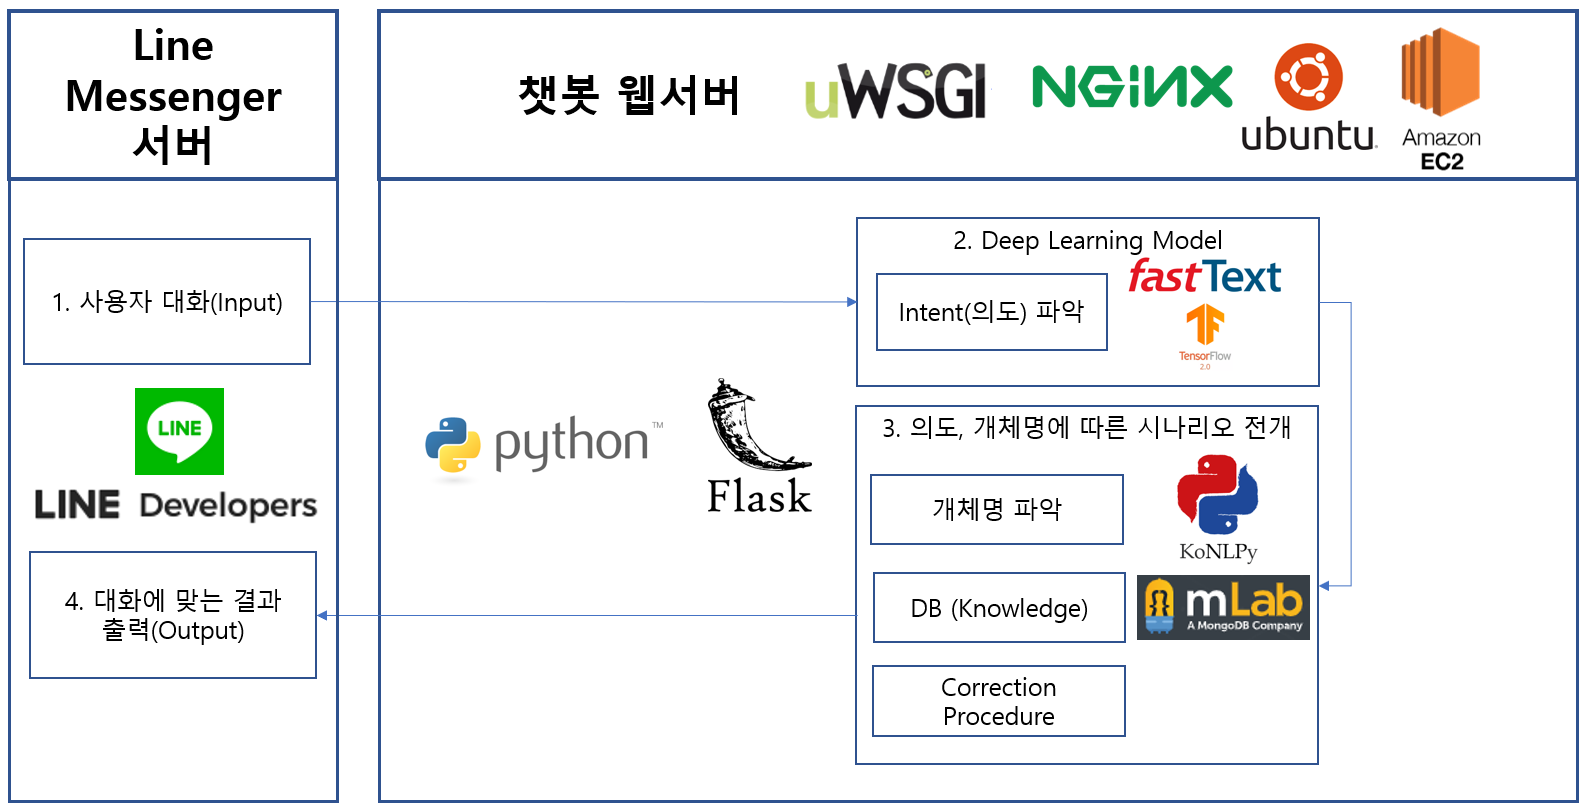 Line
Messenger
서버
챗봇 웹서버
uWSGI
NGINX
ubuntu
Amazon
EC2
1. 사용자 대화(Input)
LINE
LINE Developers
4. 대화에 맞는 결과
출력(Output)
python™
Flask
2. Deep Learning Model
Intent(의도) 파악
fastText
TF
TensorFlow
2.0
3. 의도, 개체명에 따른 시나리오 전개
개체명 파악
KoNLPy
DB (Knowledge)
mLab
A MongoDB Company
Correction
Procedure